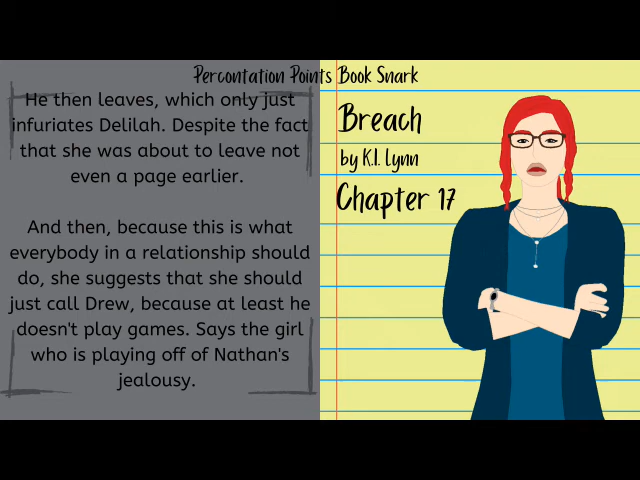 Percontation Points Book Snark
He then leaves, which only just
infuriates Delilah. Despite the fact
that she was about to leave not
even a page earlier.
And then, because this is what
everybody in a relationship should
do, she suggests that she should
just call Drew, because at least he
doesn't play games. Says the girl
who is playing off of Nathan's
jealousy.
Breach
by K.I. Lynn
Chapter 17